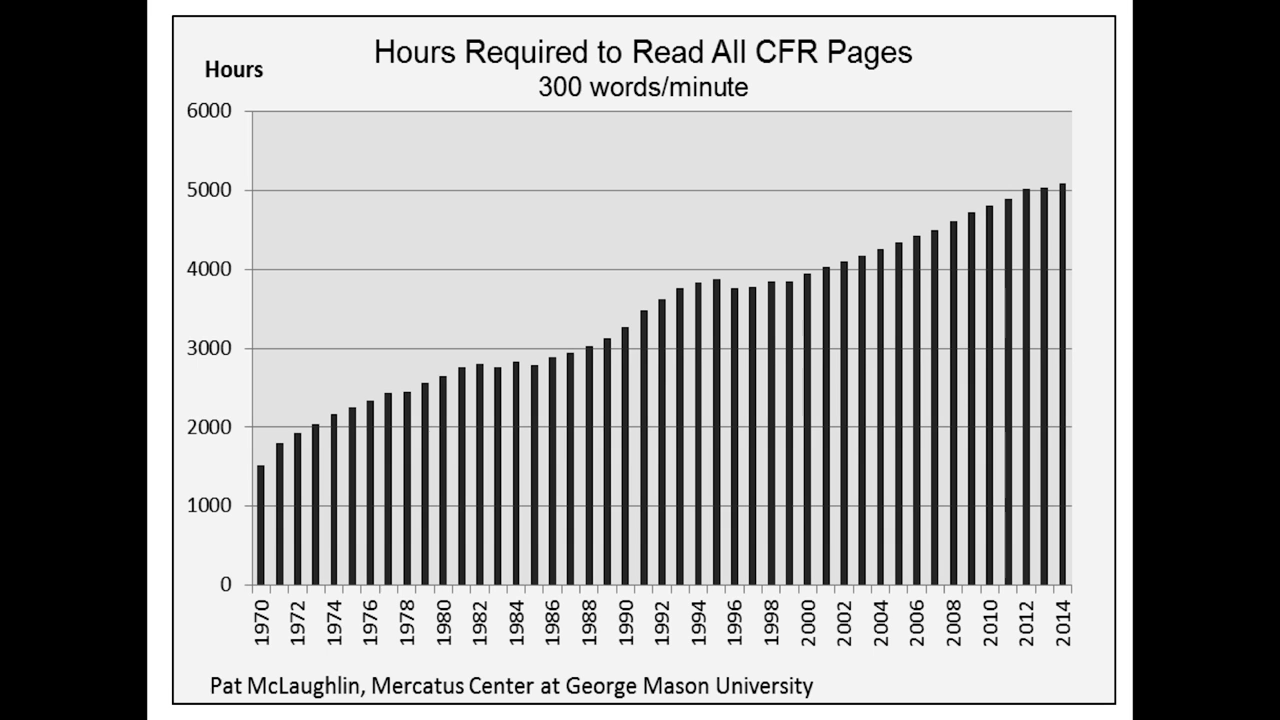 Hours Required to Read All CFR Pages
Hours
300 words/minute
6000
5000
4000
3000
2000
1000
0
1970 1972 1974 1976 1978 1980 1982 1984 1986 1988 1990 1992 1994 1996 1998 2000 2002 2004 2006 2008 2010 2012 2014
Pat McLaughlin, Mercatus Center at George Mason University